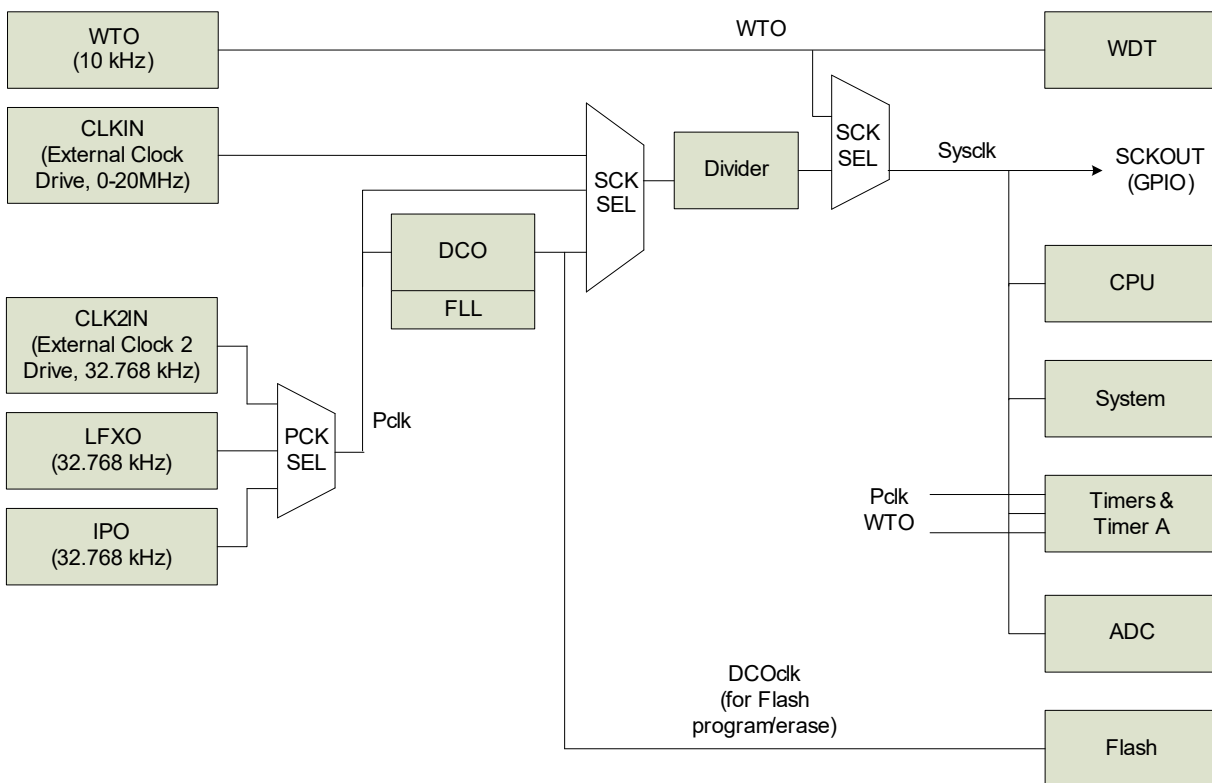 WTO
(10 kHz)
WTO
WDT
CLKIN
(External Clock
Drive, 0-20MHz)
SCK
SEL
Divider
SCK
SEL
Sysclk
SCKOUT
(GPIO)
DCO
FLL
CPU
CLK2IN
(External Clock 2
Drive, 32.768 kHz)
System
LFXO
(32.768 kHz)
PCK
SEL
Pclk
IPO
(32.768 kHz)
Pclk
WTO
Timers &
Timer A
ADC
DCOclk
(for Flash
program/erase)
Flash